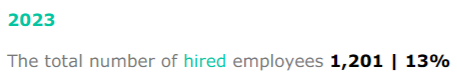 2023
The total number of hired employees 1,201 | 13%